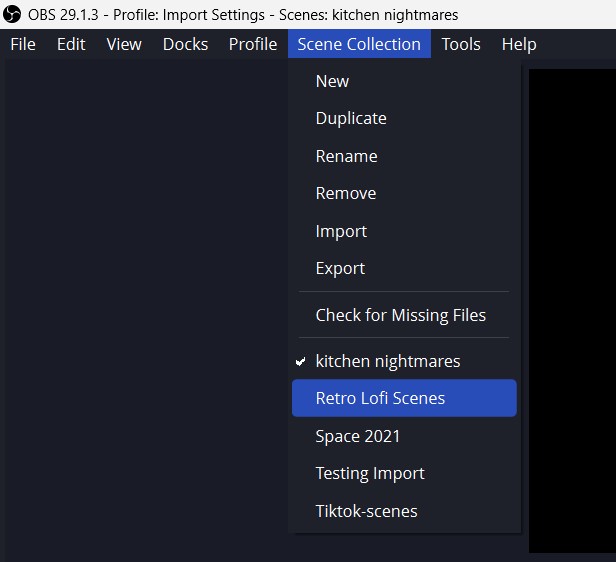 OBS 29.1.3 - Profile: Import Settings - Scenes: kitchen nightmares
File Edit View Docks Profile Scene Collection Tools Help
New
Duplicate
Rename
Remove
Import
Export
Check for Missing Files
kitchen nightmares
Retro Lofi Scenes
Space 2021
Testing Import
Tiktok-scenes